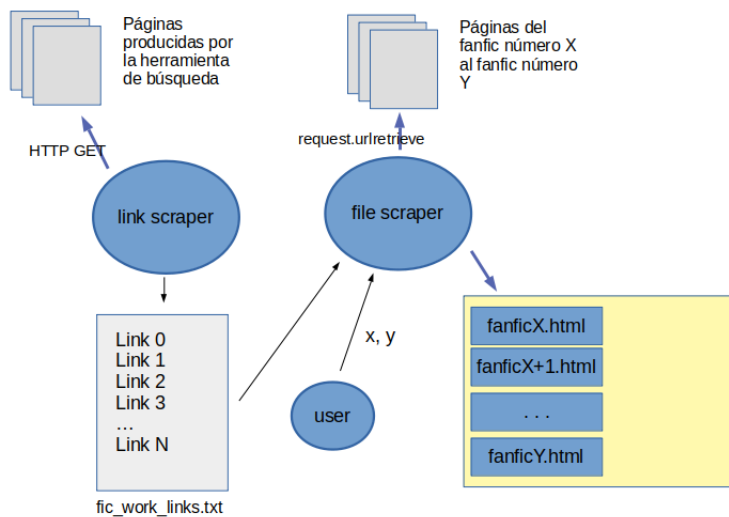 Páginas
producidas por
la herramienta
de búsqueda
Páginas del
fanfic número X
al fanfic número
Y
HTTP GET
request.urlretrieve
link scraper
file scraper
Link 0
Link 1
Link 2
Link 3
...
Link N
fic_work_links.txt
x, y
user
fanficX.html
fanficX+1.html
. . .
fanficY.html